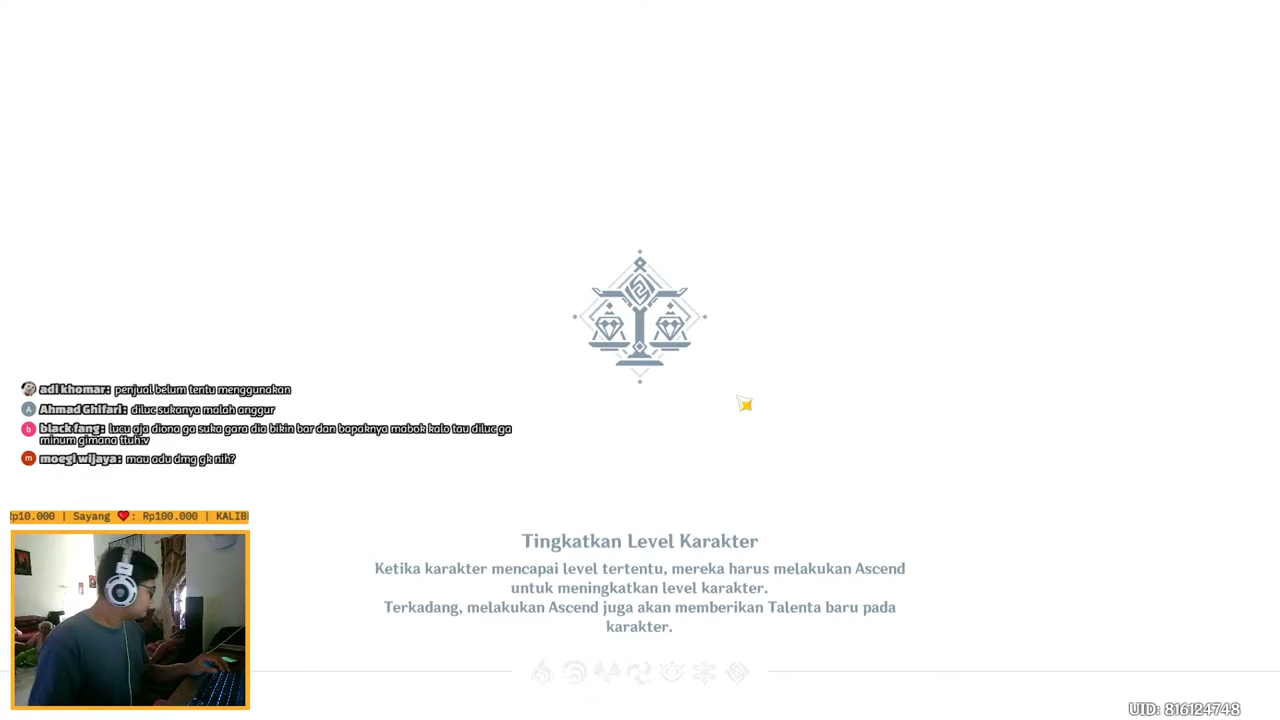 adi khomar: penjual belum tentu menggunakan
Ahmad Ghifari: diluc sukanya malah anggur
black fang: lucu aja diona ga suka gara dia bikin bar dan bapaknya mabok kalo tau diluc ga
minum gimana ttuh:v
moegi wijaya: mau adu dmg gk nih?
Rp10.000 | Sayang ❤: Rp100.000 | KALIB
Tingkatkan Level Karakter
Ketika karakter mencapai level tertentu, mereka harus melakukan Ascend
untuk meningkatkan level karakter.
Terkadang, melakukan Ascend juga akan memberikan Talenta baru pada
karakter.
UID: 816124748